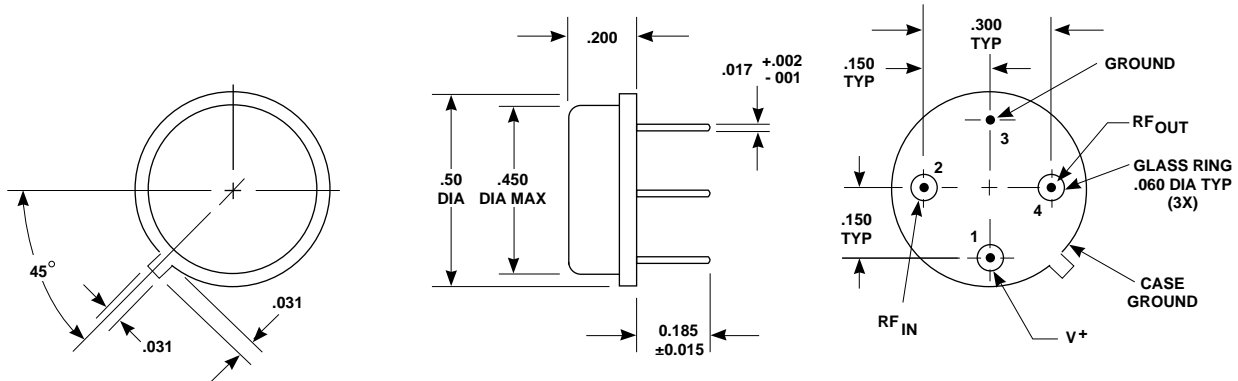 45°
.031
.031
.200
.50
DIA
.450
DIA MAX
.017 +.002
- 001
0.185
±0.015
.300
TYP
.150
TYP
GROUND
3
RFOUT
2
GLASS RING
.060 DIA TYP
(3X)
4
.150
TYP
1
CASE
GROUND
RFIN
V+